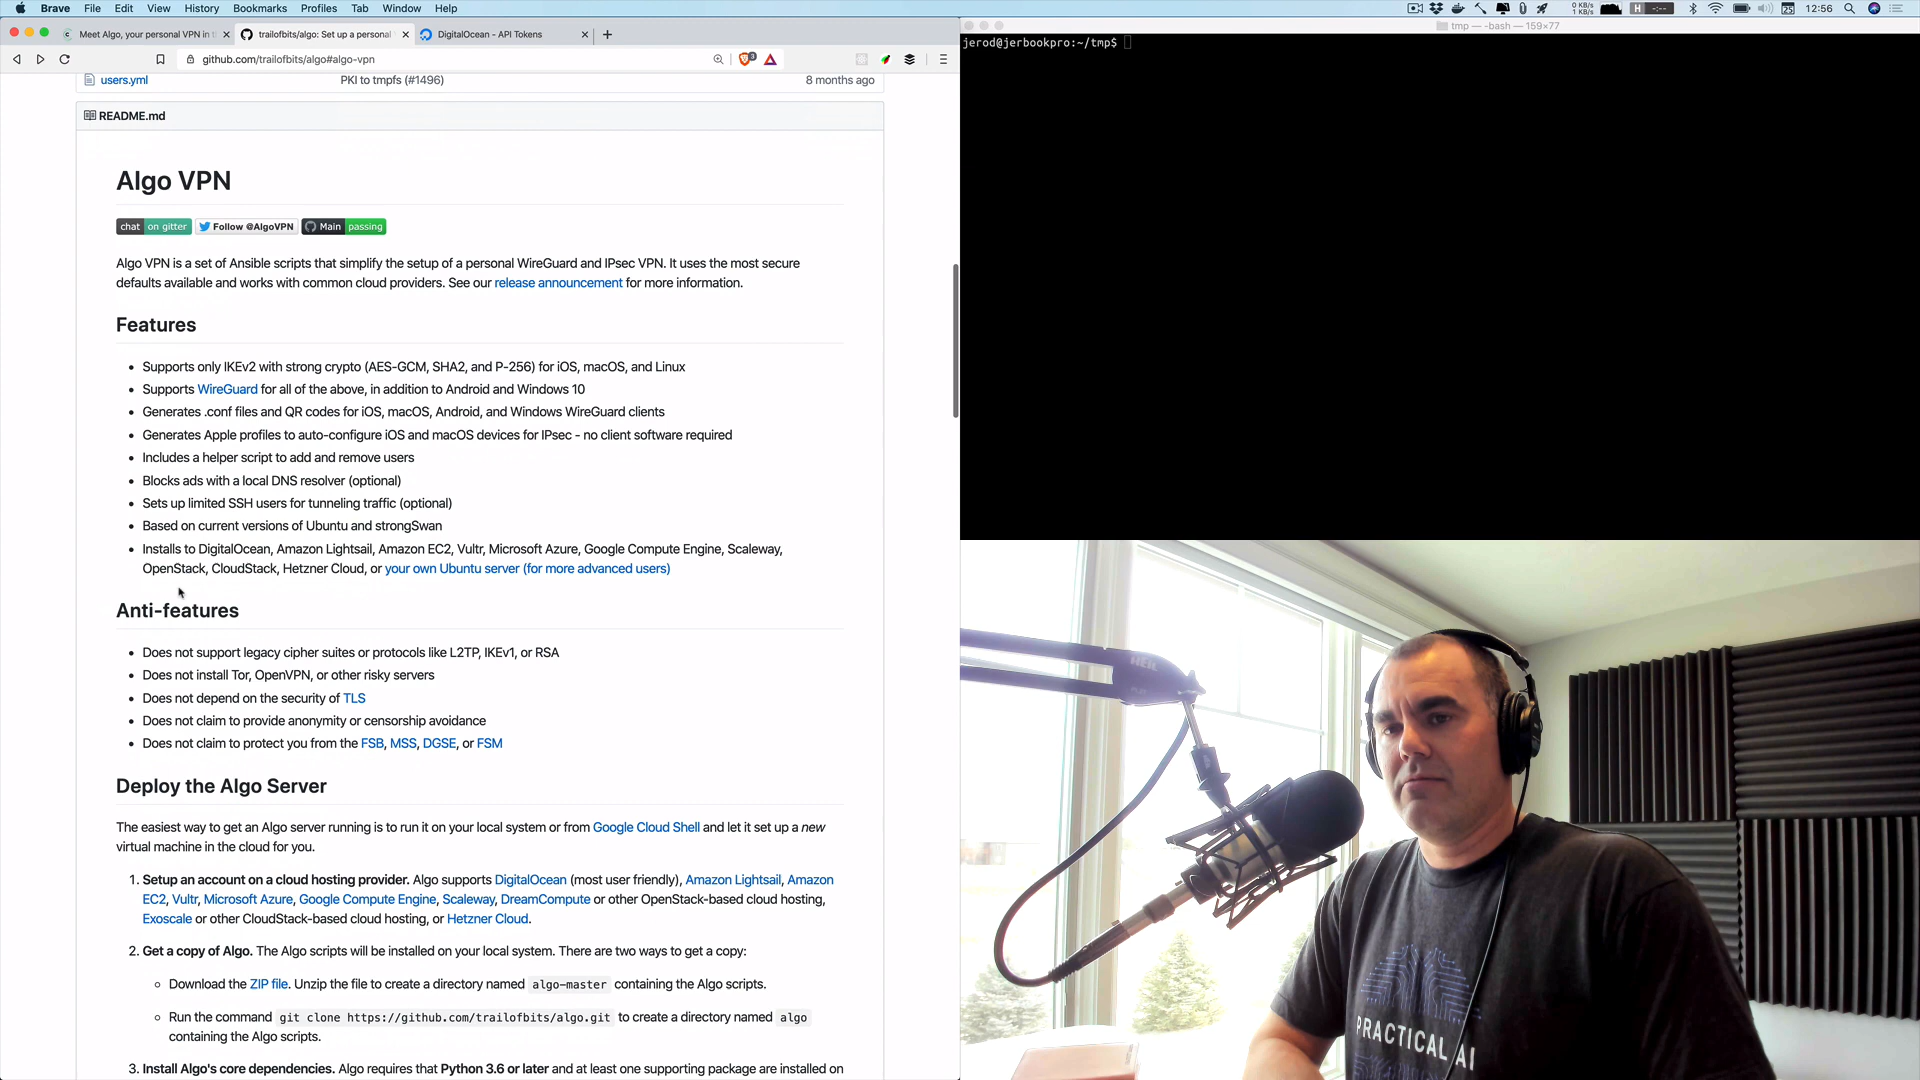 Brave File Edit View History Bookmarks Profiles Tab Window Help
0 KB/s
1 KB/s
H -:--
25
12:56
Meet Algo, your personal VPN in t
trailofbits/algo: Set up a personal
DigitalOcean - API Tokens
tmp — -bash — 159×77
github.com/trailofbits/algo#algo-vpn
jerod@jerbookpro:~/tmp$
users.yml PKI to tmpfs (#1496) 8 months ago
README.md
Algo VPN
chat on gitter Follow @AlgoVPN Main passing
Algo VPN is a set of Ansible scripts that simplify the setup of a personal WireGuard and IPsec VPN. It uses the most secure
defaults available and works with common cloud providers. See our release announcement for more information.
Features
Supports only IKEv2 with strong crypto (AES-GCM, SHA2, and P-256) for iOS, macOS, and Linux
Supports WireGuard for all of the above, in addition to Android and Windows 10
Generates .conf files and QR codes for iOS, macOS, Android, and Windows WireGuard clients
Generates Apple profiles to auto-configure iOS and macOS devices for IPsec - no client software required
Includes a helper script to add and remove users
Blocks ads with a local DNS resolver (optional)
Sets up limited SSH users for tunneling traffic (optional)
Based on current versions of Ubuntu and strongSwan
Installs to DigitalOcean, Amazon Lightsail, Amazon EC2, Vultr, Microsoft Azure, Google Compute Engine, Scaleway,
OpenStack, CloudStack, Hetzner Cloud, or your own Ubuntu server (for more advanced users)
Anti-features
Does not support legacy cipher suites or protocols like L2TP, IKEv1, or RSA
Does not install Tor, OpenVPN, or other risky servers
Does not depend on the security of TLS
Does not claim to provide anonymity or censorship avoidance
Does not claim to protect you from the FSB, MSS, DGSE, or FSM
Deploy the Algo Server
The easiest way to get an Algo server running is to run it on your local system or from Google Cloud Shell and let it set up a new
virtual machine in the cloud for you.
1. Setup an account on a cloud hosting provider. Algo supports DigitalOcean (most user friendly), Amazon Lightsail, Amazon
EC2, Vultr, Microsoft Azure, Google Compute Engine, Scaleway, DreamCompute or other OpenStack-based cloud hosting,
Exoscale or other CloudStack-based cloud hosting, or Hetzner Cloud.
2. Get a copy of Algo. The Algo scripts will be installed on your local system. There are two ways to get a copy:
Download the ZIP file. Unzip the file to create a directory named algo-master containing the Algo scripts.
Run the command git clone https://github.com/trailofbits/algo.git to create a directory named algo
containing the Algo scripts.
3. Install Algo's core dependencies. Algo requires that Python 3.6 or later and at least one supporting package are installed on
HEIL
PRACTICAL AI